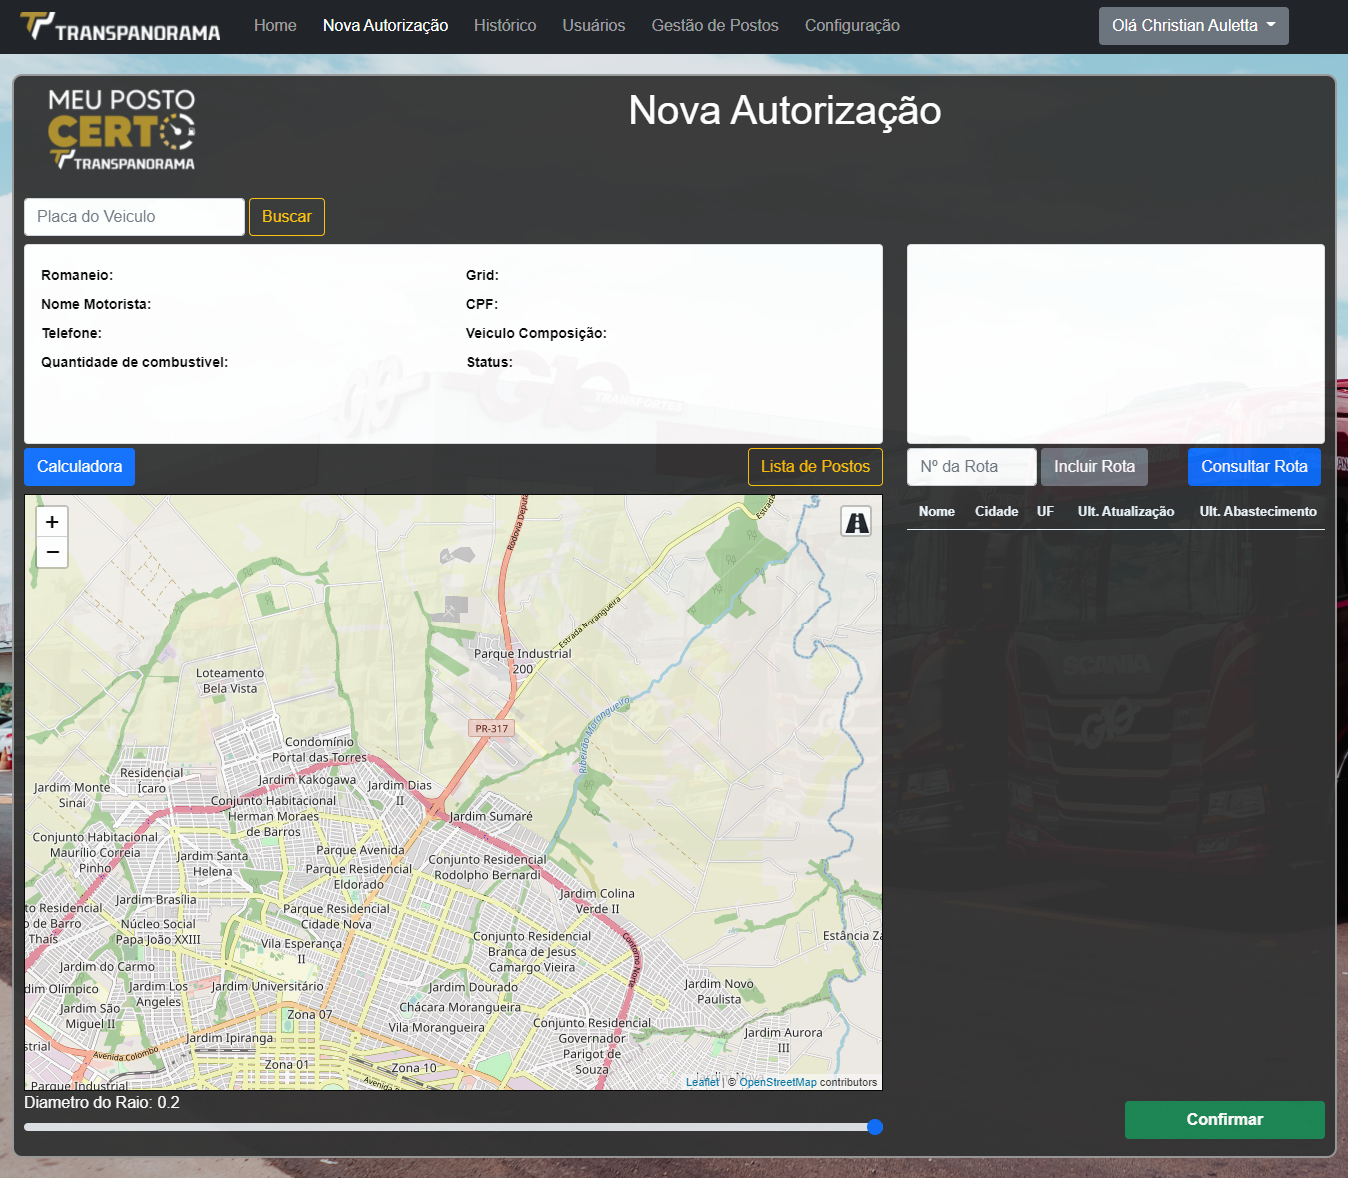 TRANSPANORAMA
Home
Nova Autorização
Histórico
Usuários
Gestão de Postos
Configuração
Olá Christian Auletta
MEU POSTO
CERTO
TRANSPANORAMA
Nova Autorização
Placa do Veiculo
Buscar
Romaneio:
Grid:
Nome Motorista:
CPF:
Telefone:
Veiculo Composição:
Quantidade de combustivel:
Status:
TRANSPORTES
Calculadora
Lista de Postos
Nº da Rota
Incluir Rota
Consultar Rota
Nome
Cidade
UF
Ult. Atualização
Ult. Abastecimento
+
−
Rodovia Deputa
Estrada
Estrada Morangueira
Parque Industrial
200
Loteamento
Bela Vista
PR-317
Ribeirão Morangueira
SCANIA
Condomínio
Portal das Torres
Residencial
Ícaro
Jardim Kakogawa
Jardim Dias
II
Jardim Monte
Sinai
Conjunto Habitacional
Herman Moraes
de Barros
Jardim Sumaré
Conjunto Habitacional
Maurílio Correia
Pinho
Jardim Santa
Helena
Parque Avenida
Parque Residencial
Eldorado
Conjunto Residencial
Rodolpho Bernardi
Jardim Brasília
Jardim Colina
Verde II
to Residencial
o de Barro
Thaís
Núcleo Social
Papa João XXIII
Parque Residencial
Cidade Nova
Vila Esperança
II
Conjunto Residencial
Branca de Jesus
Camargo Vieira
Contorno Norte
Estância Za
Jardim do Carmo
dim Olímpico
Jardim Los
Angeles
Jardim Universitário
Jardim Dourado
Jardim Novo
Paulista
Jardim São
Miguel II
Chácara Morangueira
Zona 07
Vila Morangueira
Conjunto Residencial
Governador
Parigot de
Souza
Jardim Aurora
III
strial
Jardim Ipiranga
Avenida Colombo
Zona 01
Zona 10
Avenida
Parque Industrial
Leaflet | © OpenStreetMap contributors
Diametro do Raio: 0.2
Confirmar